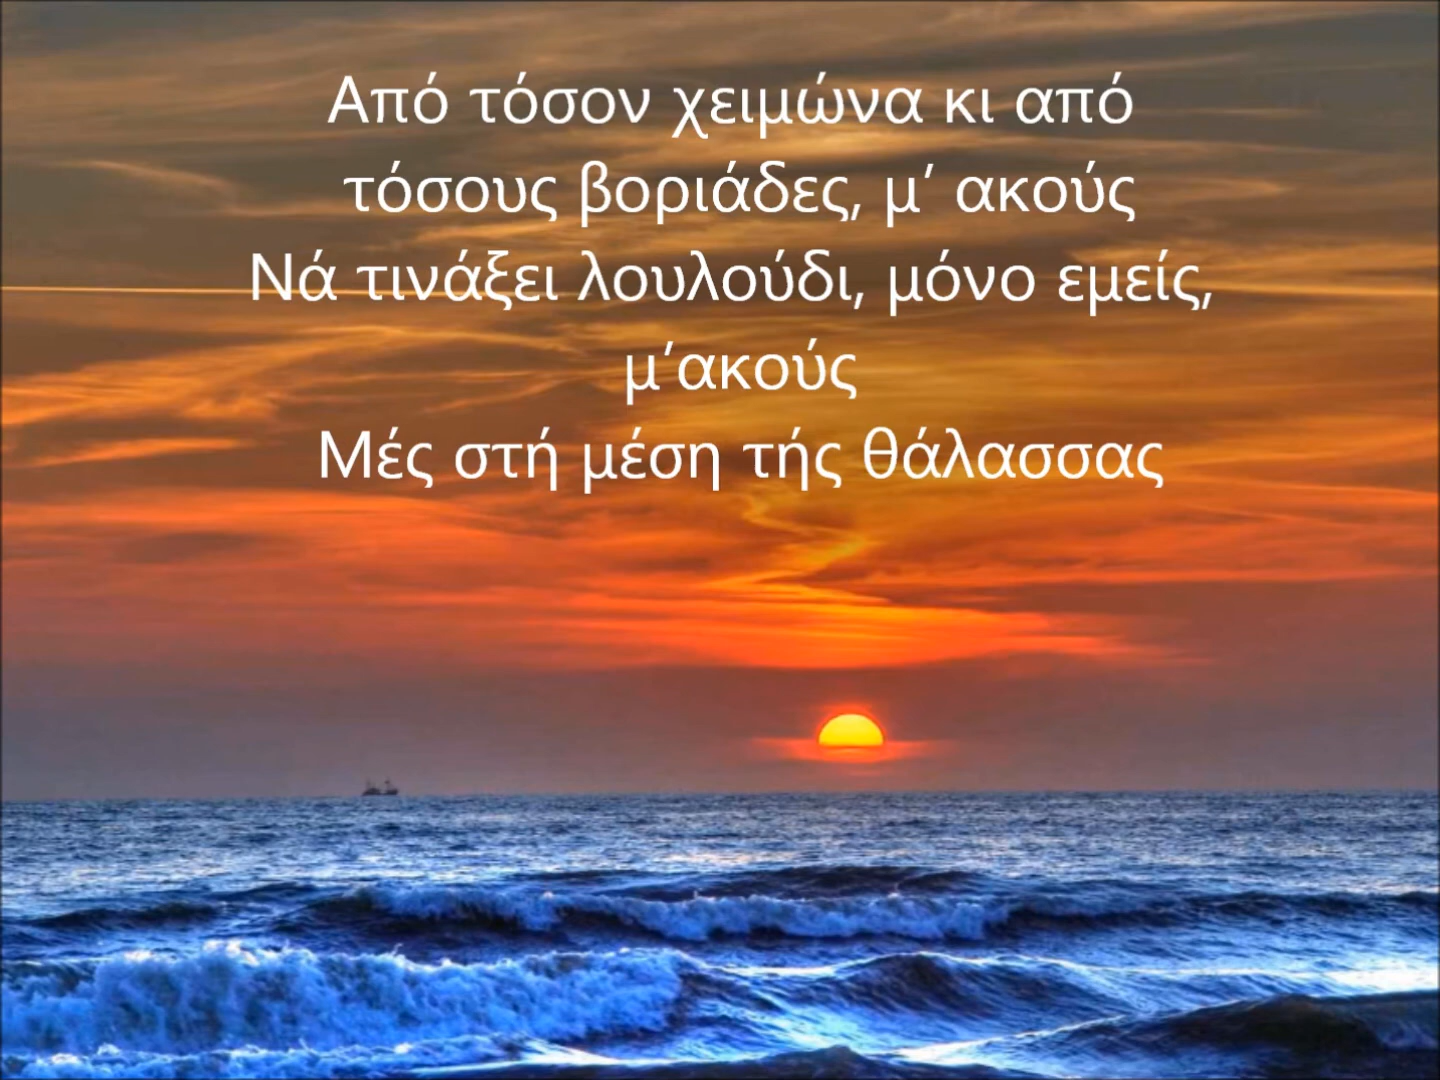 Από τόσον χειμώνα κι από
τόσους βοριάδες, μ’ ακούς
Νά τινάξει λουλούδι, μόνο εμείς,
μ’ακούς
Μές στή μέση τής θάλασσας